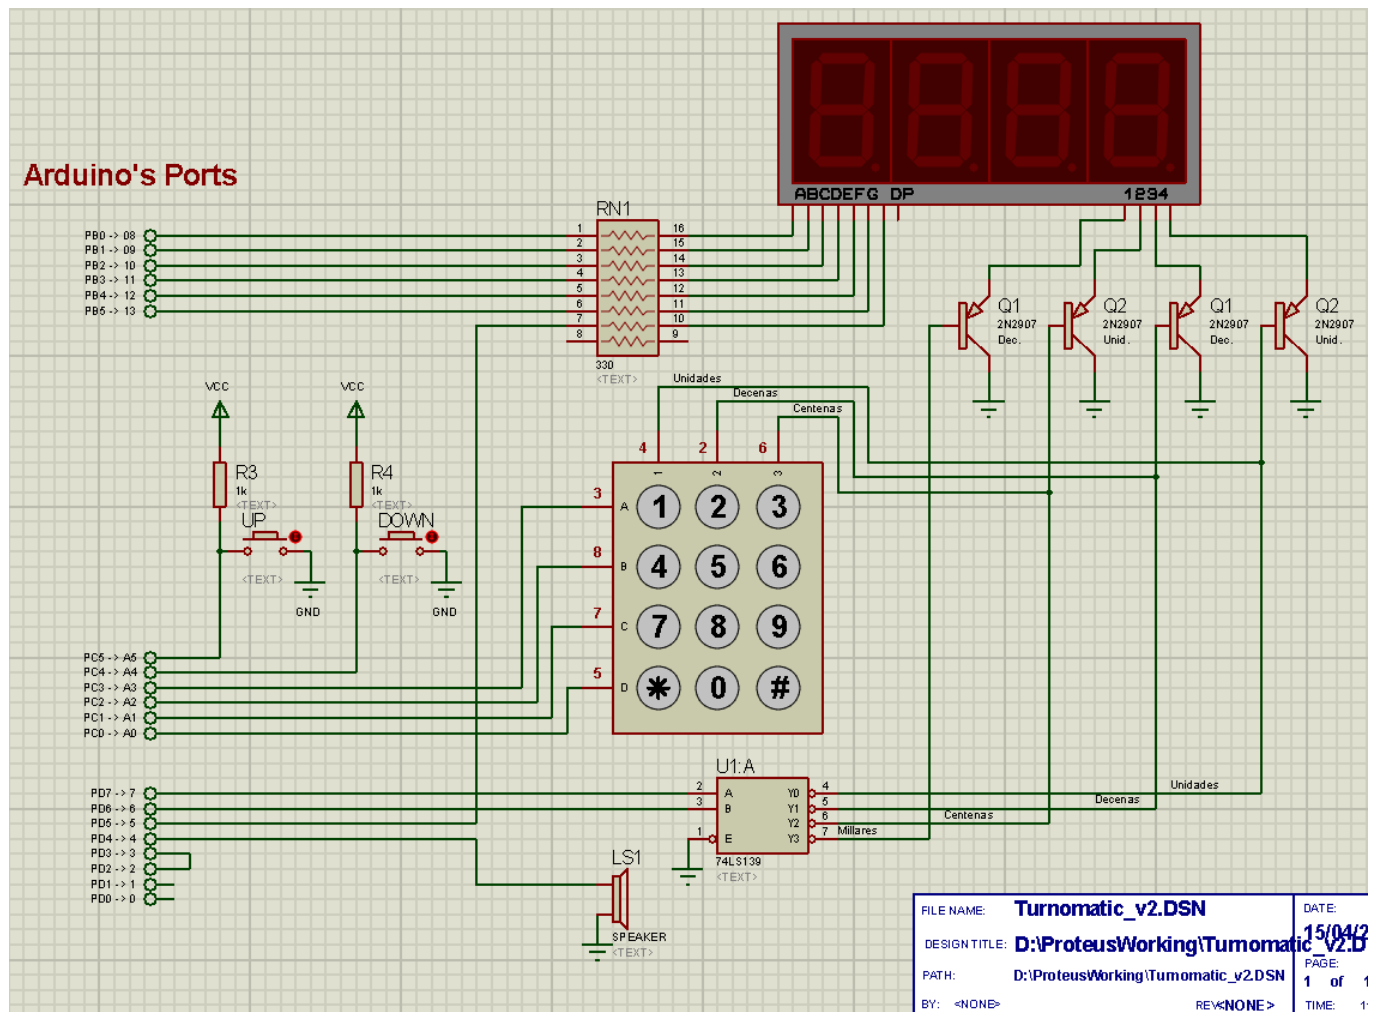 ABCDEFG DP
1234
Arduino's Ports
RN1
PB0 -> 08
PB1 -> 09
PB2 -> 10
PB3 -> 11
PB4 -> 12
PB5 -> 13
1
2
3
4
5
6
7
8
16
15
14
13
12
11
10
9
330
<TEXT>
Q1
2N2907
Dec.
Q2
2N2907
Unid.
Q1
2N2907
Dec.
Q2
2N2907
Unid.
Unidades
Decenas
Centenas
VCC
VCC
R3
1k
<TEXT>
R4
1k
<TEXT>
UP
<TEXT>
DOWN
<TEXT>
GND
GND
4
2
6
1
2
3
3
8
7
5
A
B
C
D
1 2 3
4 5 6
7 8 9
* 0 #
PC5 -> A5
PC4 -> A4
PC3 -> A3
PC2 -> A2
PC1 -> A1
PC0 -> A0
U1:A
2
3
1
A
B
E
Y0
Y1
Y2
Y3
4
5
6
7
74LS139
<TEXT>
Unidades
Decenas
Centenas
Millares
PD7 -> 7
PD6 -> 6
PD5 -> 5
PD4 -> 4
PD3 -> 3
PD2 -> 2
PD1 -> 1
PD0 -> 0
LS1
SPEAKER
<TEXT>
FILE NAME: Turnomatic_v2.DSN
DESIGN TITLE: D:\ProteusWorking\Turnomatic_v2.D
PATH: D:\ProteusWorking\Turnomatic_v2.DSN
BY: <NONE>
REV: <NONE>
DATE:
15/04/2
PAGE:
1 of 1
TIME: